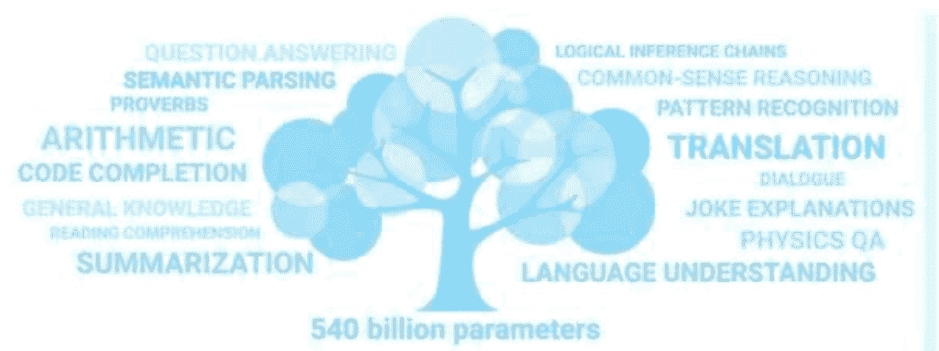 QUESTION ANSWERING
SEMANTIC PARSING
PROVERBS
ARITHMETIC
CODE COMPLETION
GENERAL KNOWLEDGE
READING COMPREHENSION
SUMMARIZATION
LOGICAL INFERENCE CHAINS
COMMON-SENSE REASONING
PATTERN RECOGNITION
TRANSLATION
DIALOGUE
JOKE EXPLANATIONS
PHYSICS QA
LANGUAGE UNDERSTANDING
540 billion parameters